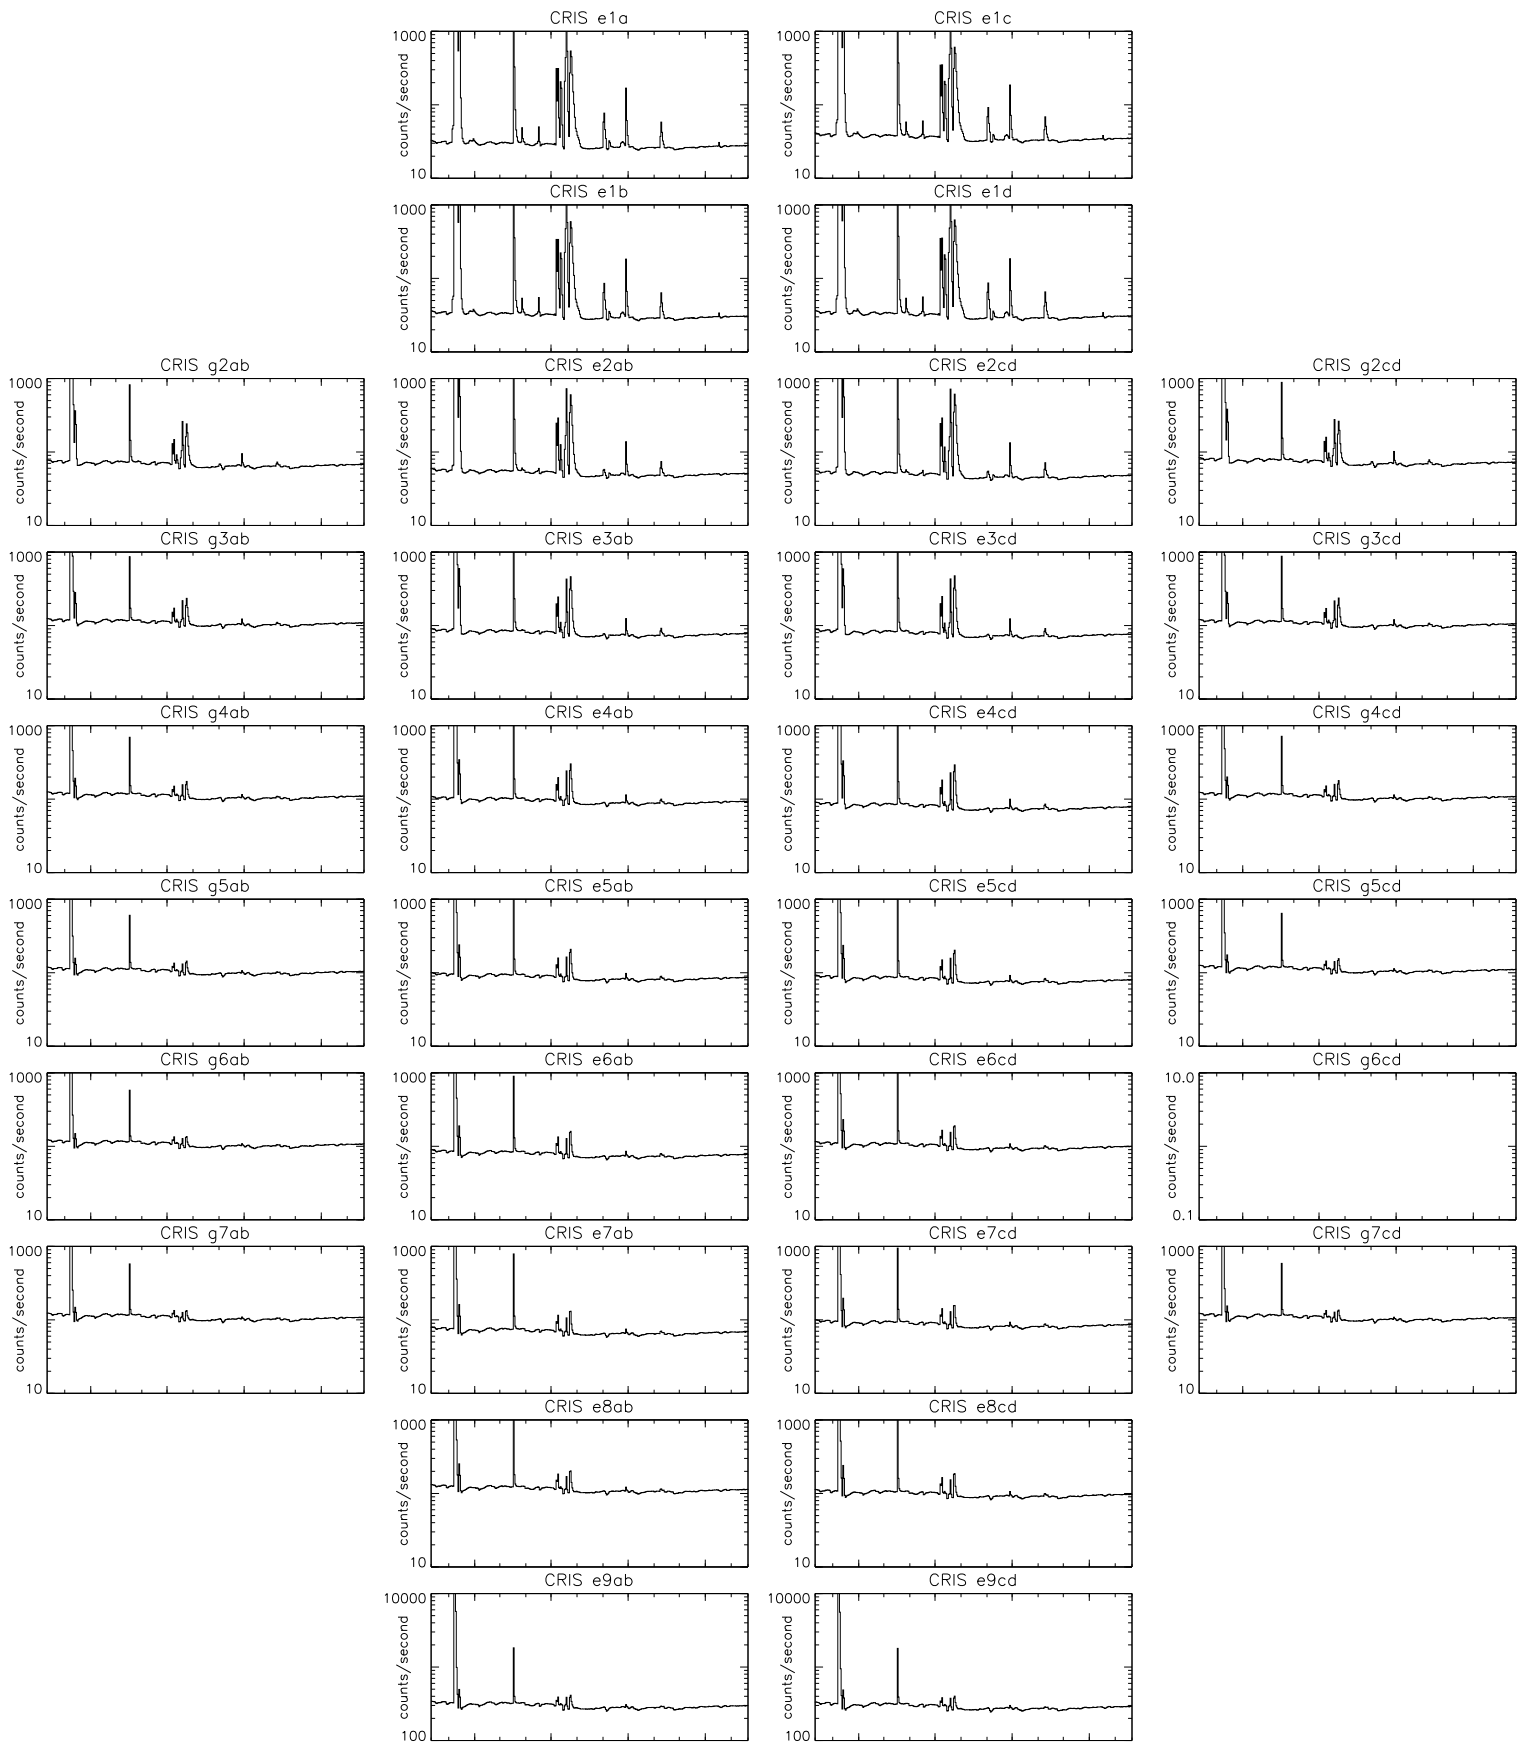 CRIS e1a
CRIS e1c
1000
counts/second
10
1000
counts/second
10
CRIS e1b
CRIS e1d
1000
counts/second
10
1000
counts/second
10
CRIS g2ab
CRIS e2ab
CRIS e2cd
CRIS g2cd
1000
counts/second
10
1000
counts/second
10
1000
counts/second
10
1000
counts/second
10
CRIS g3ab
CRIS e3ab
CRIS e3cd
CRIS g3cd
1000
counts/second
10
1000
counts/second
10
1000
counts/second
10
1000
counts/second
10
CRIS g4ab
CRIS e4ab
CRIS e4cd
CRIS g4cd
1000
counts/second
10
1000
counts/second
10
1000
counts/second
10
1000
counts/second
10
CRIS g5ab
CRIS e5ab
CRIS e5cd
CRIS g5cd
1000
counts/second
10
1000
counts/second
10
1000
counts/second
10
1000
counts/second
10
CRIS g6ab
CRIS e6ab
CRIS e6cd
CRIS g6cd
1000
counts/second
10
1000
counts/second
10
1000
counts/second
10
10.0
1.0
counts/second
0.1
CRIS g7ab
CRIS e7ab
CRIS e7cd
CRIS g7cd
1000
counts/second
10
1000
counts/second
10
1000
counts/second
10
1000
counts/second
10
CRIS e8ab
CRIS e8cd
1000
counts/second
10
1000
counts/second
10
CRIS e9ab
CRIS e9cd
10000
counts/second
100
10000
counts/second
100